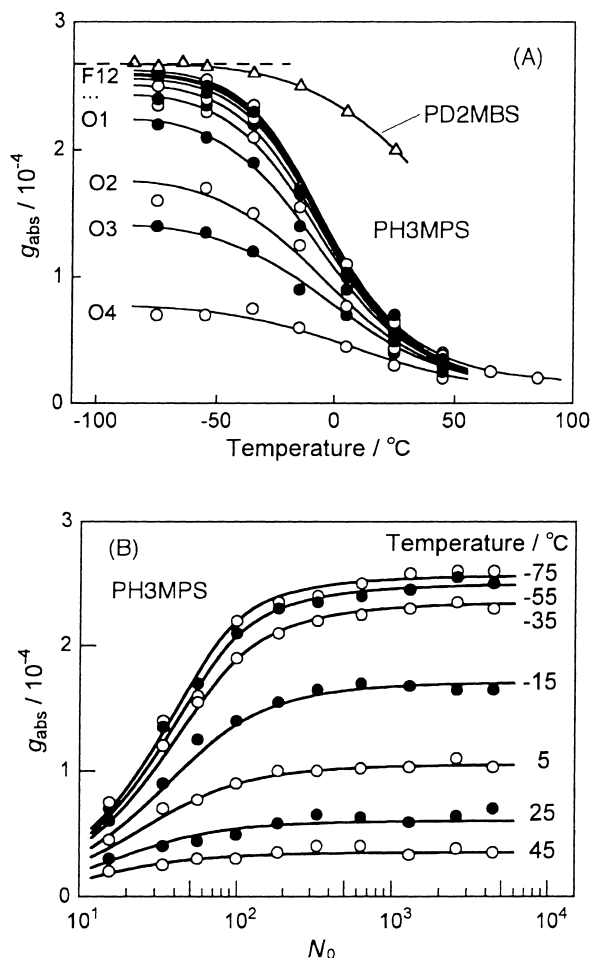 (A)
3
2
1
0
g_abs / 10^-4
F12
...
O1
O2
O3
O4
PD2MBS
PH3MPS
-100
-50
0
50
100
Temperature / °C
(B)
PH3MPS
Temperature / °C
3
2
1
0
g_abs / 10^-4
-75
-55
-35
-15
5
25
45
10^1
10^2
10^3
10^4
N_0